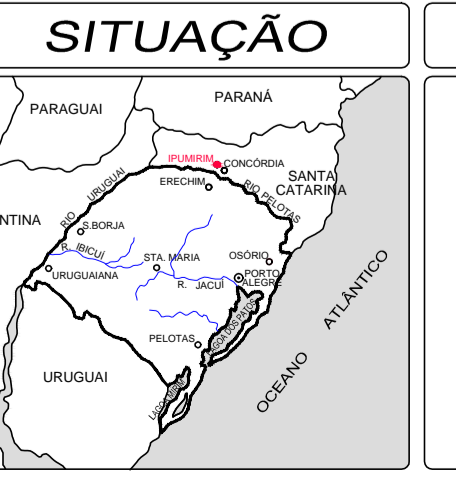 SITUAÇÃO
PARAGUAI
PARANÁ
IPUMIRIM
CONCÓRDIA
SANTA
CATARINA
ERECHIM
RIO PELOTAS
RIO URUGUAI
NTINA
S.BORJA
R. IBICUÍ
STA. MARIA
OSÓRIO
URUGUAIANA
R. JACUÍ
PORTO
ALEGRE
ATLÂNTICO
OCEANO
PELOTAS
LAGOA DOS PATOS
URUGUAI
LAGOA MIRIM